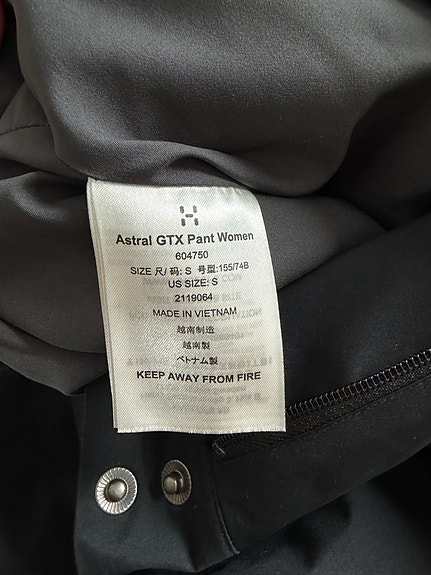 Astral GTX Pant Women
604750
SIZE 尺/ 码: S 号型:155/74B
US SIZE: S
2119064
MADE IN VIETNAM
越南制造
越南製
ベトナム製
KEEP AWAY FROM FIRE